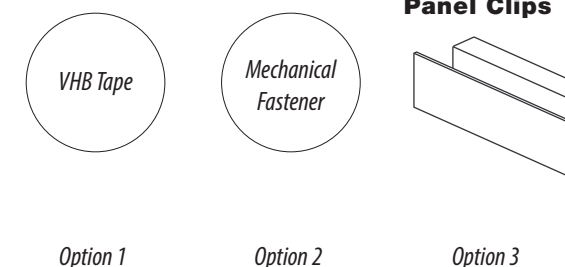 Panel Clips
VHB Tape
Mechanical
Fastener
Option 1
Option 2
Option 3